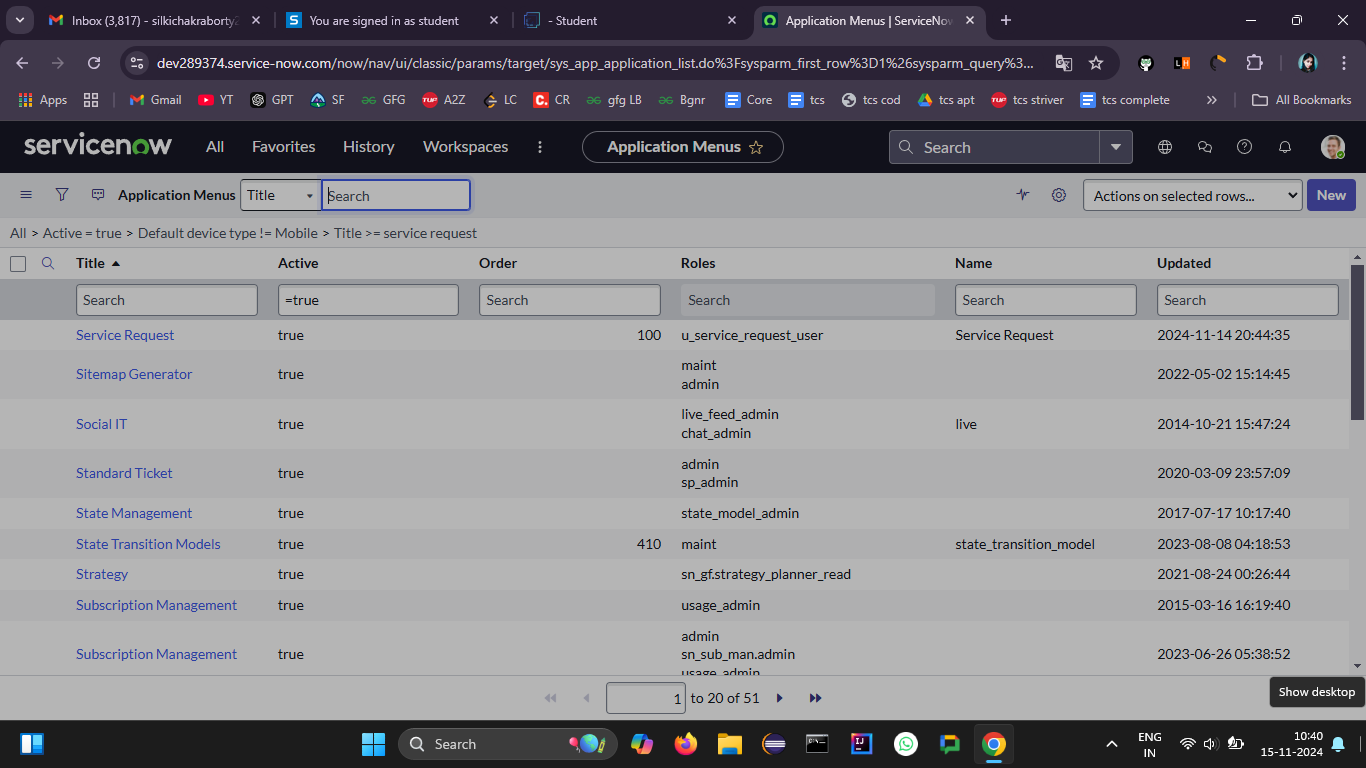 Inbox (3,817) - silkichakraborty2
You are signed in as student
- Student
Application Menus | ServiceNow
dev289374.service-now.com/now/nav/ui/classic/params/target/sys_app_application_list.do%3Fsysparm_first_row%3D1%26sysparm_query%3...
Apps
Gmail
YT
GPT
SF
GFG
A2Z
LC
CR
gfg LB
Bgnr
Core
tcs
tcs cod
tcs apt
tcs striver
tcs complete
All Bookmarks
servicenow
All
Favorites
History
Workspaces
Application Menus
Search
Application Menus
Title
Search
Actions on selected rows...
New
All > Active = true > Default device type != Mobile > Title >= service request
Title Active Order Roles Name Updated
Search =true Search Search Search Search
Service Request true 100 u_service_request_user Service Request 2024-11-14 20:44:35
Sitemap Generator true maint 2022-05-02 15:14:45
admin
Social IT true live_feed_admin live 2014-10-21 15:47:24
chat_admin
Standard Ticket true admin 2020-03-09 23:57:09
sp_admin
State Management true state_model_admin 2017-07-17 10:17:40
State Transition Models true 410 maint state_transition_model 2023-08-08 04:18:53
Strategy true sn_gf.strategy_planner_read 2021-08-24 00:26:44
Subscription Management true usage_admin 2015-03-16 16:19:40
Subscription Management true admin 2023-06-26 05:38:52
sn_sub_man.admin
usage_admin
1 to 20 of 51
Show desktop
Search
ENG
IN
10:40
15-11-2024